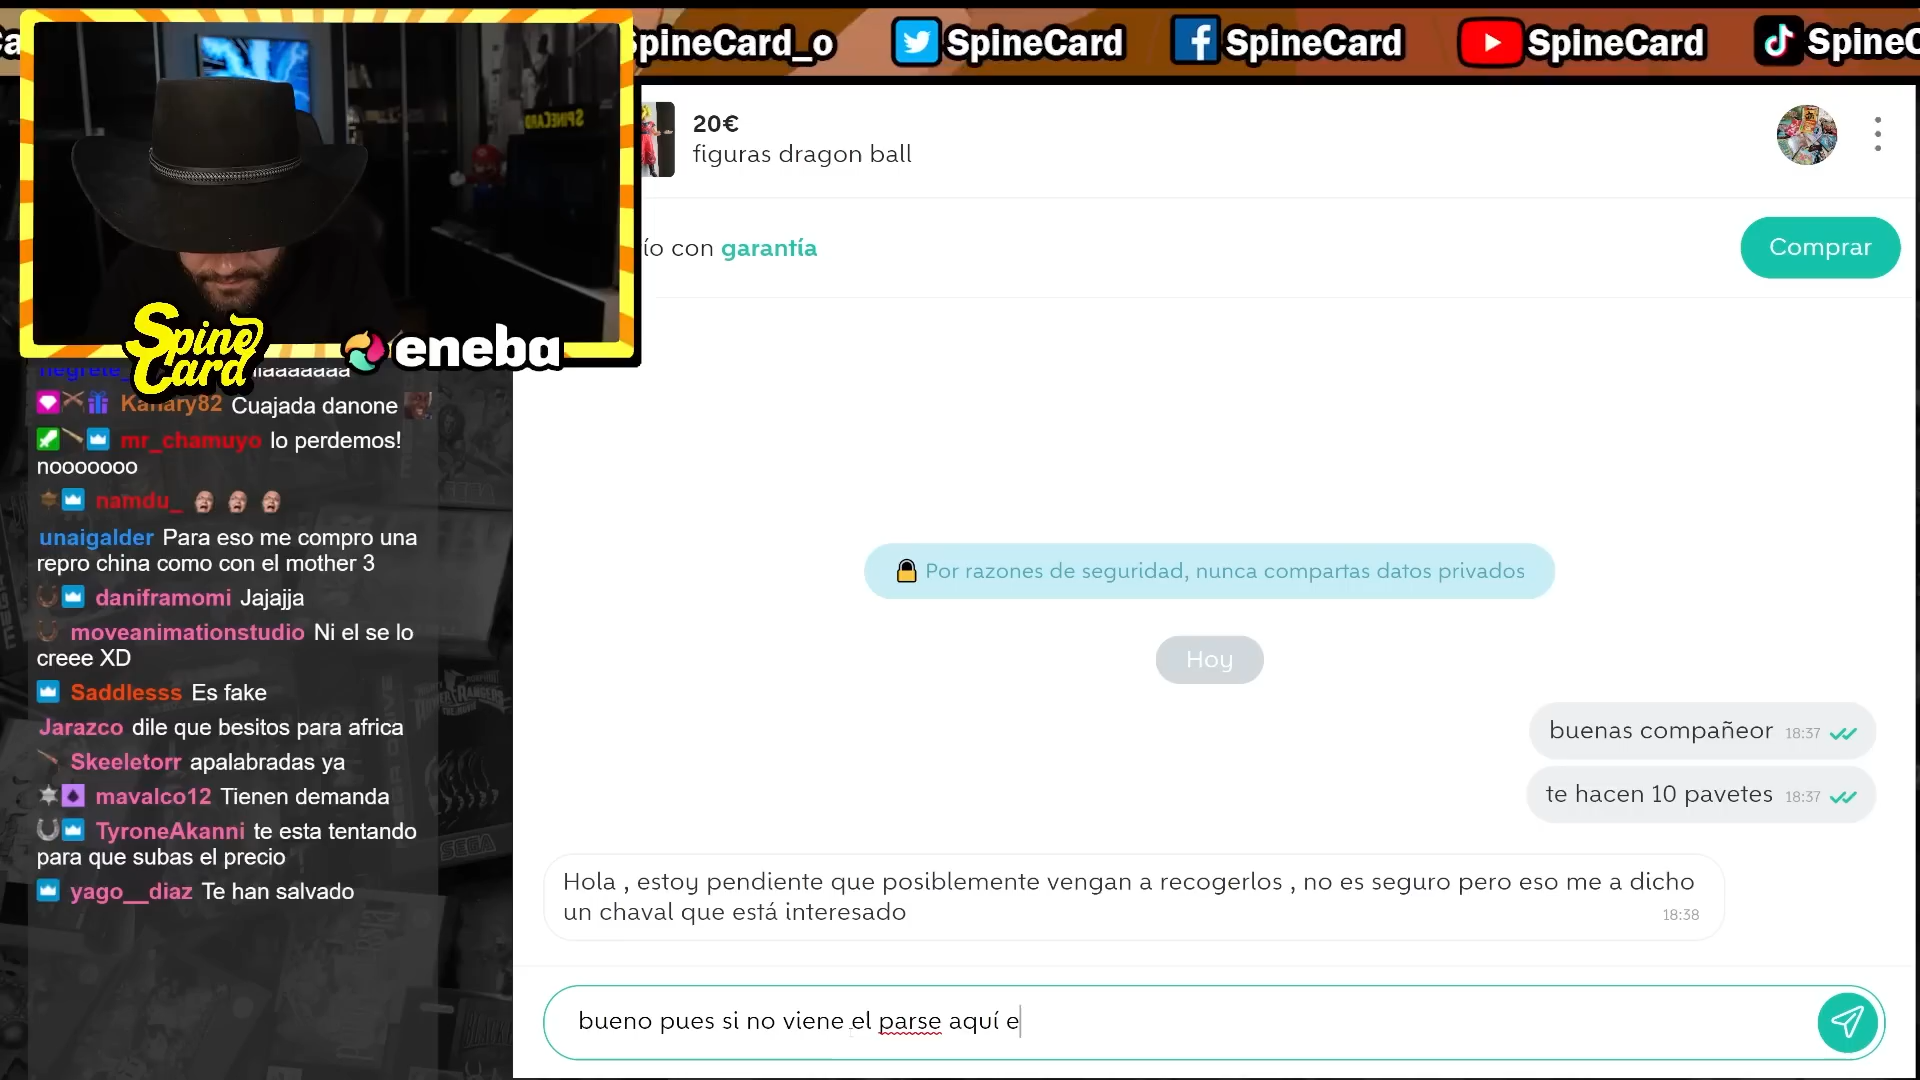 SpineCard_o
SpineCard
SpineCard
SpineCard
SpineC
SPINECARD
Spine
Card
eneba
20€
figuras dragon ball
ío con garantía
Comprar
Kanary82 Cuajada danone
mr_chamuyo lo perdemos!
nooooooo
namdu_
unaigalder Para eso me compro una
repro china como con el mother 3
daniframomi Jajajja
moveanimationstudio Ni el se lo
creee XD
Saddlesss Es fake
Jarazco dile que besitos para africa
Skeeletorr apalabradas ya
mavalco12 Tienen demanda
TyroneAkanni te esta tentando
para que subas el precio
yago__diaz Te han salvado
SEGA
Por razones de seguridad, nunca compartas datos privados
Hoy
buenas compañeor 18:37
te hacen 10 pavetes 18:37
Hola , estoy pendiente que posiblemente vengan a recogerlos , no es seguro pero eso me a dicho
un chaval que está interesado
18:38
bueno pues si no viene el parse aquí e